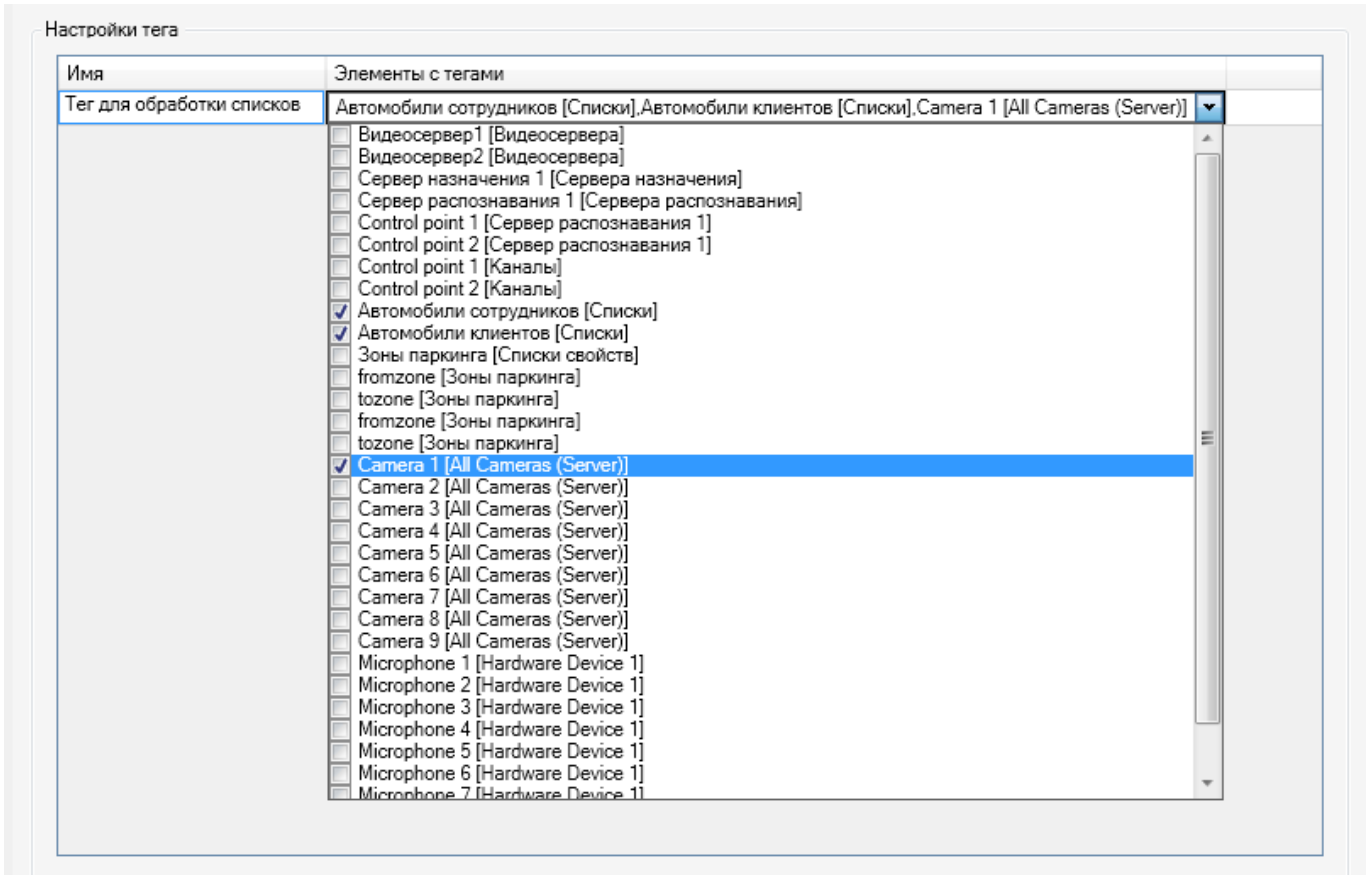 Настройки тега
Имя Элементы с тегами
Тег для обработки списков Автомобили сотрудников [Списки],Автомобили клиентов [Списки],Camera 1 [All Cameras (Server)]
Видеосервер1 [Видеосервера]
Видеосервер2 [Видеосервера]
Сервер назначения 1 [Сервера назначения]
Сервер распознавания 1 [Сервера распознавания]
Control point 1 [Сервер распознавания 1]
Control point 2 [Сервер распознавания 1]
Control point 1 [Каналы]
Control point 2 [Каналы]
Автомобили сотрудников [Списки]
Автомобили клиентов [Списки]
Зоны паркинга [Списки свойств]
fromzone [Зоны паркинга]
tozone [Зоны паркинга]
fromzone [Зоны паркинга]
tozone [Зоны паркинга]
Camera 1 [All Cameras (Server)]
Camera 2 [All Cameras (Server)]
Camera 3 [All Cameras (Server)]
Camera 4 [All Cameras (Server)]
Camera 5 [All Cameras (Server)]
Camera 6 [All Cameras (Server)]
Camera 7 [All Cameras (Server)]
Camera 8 [All Cameras (Server)]
Camera 9 [All Cameras (Server)]
Microphone 1 [Hardware Device 1]
Microphone 2 [Hardware Device 1]
Microphone 3 [Hardware Device 1]
Microphone 4 [Hardware Device 1]
Microphone 5 [Hardware Device 1]
Microphone 6 [Hardware Device 1]
Microphone 7 [Hardware Device 1]